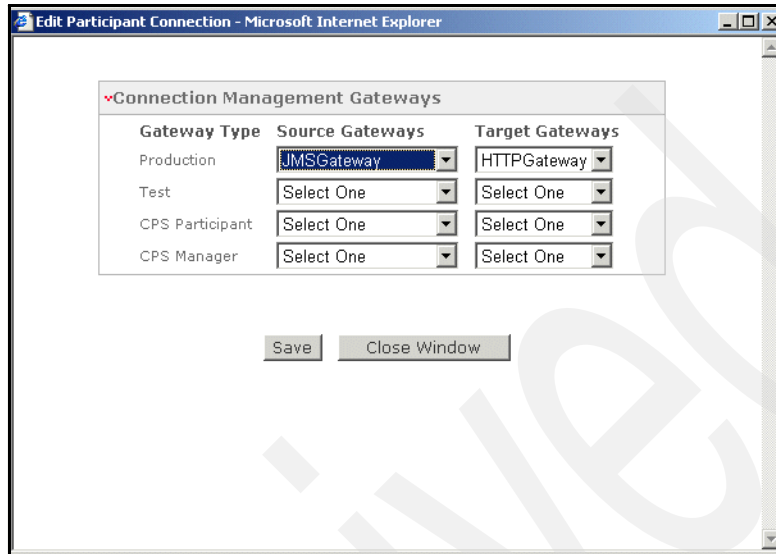 Edit Participant Connection - Microsoft Internet Explorer
Connection Management Gateways
Gateway Type Source Gateways Target Gateways
Production JMSGateway HTTPGateway
Test Select One Select One
CPS Participant Select One Select One
CPS Manager Select One Select One
Save Close Window